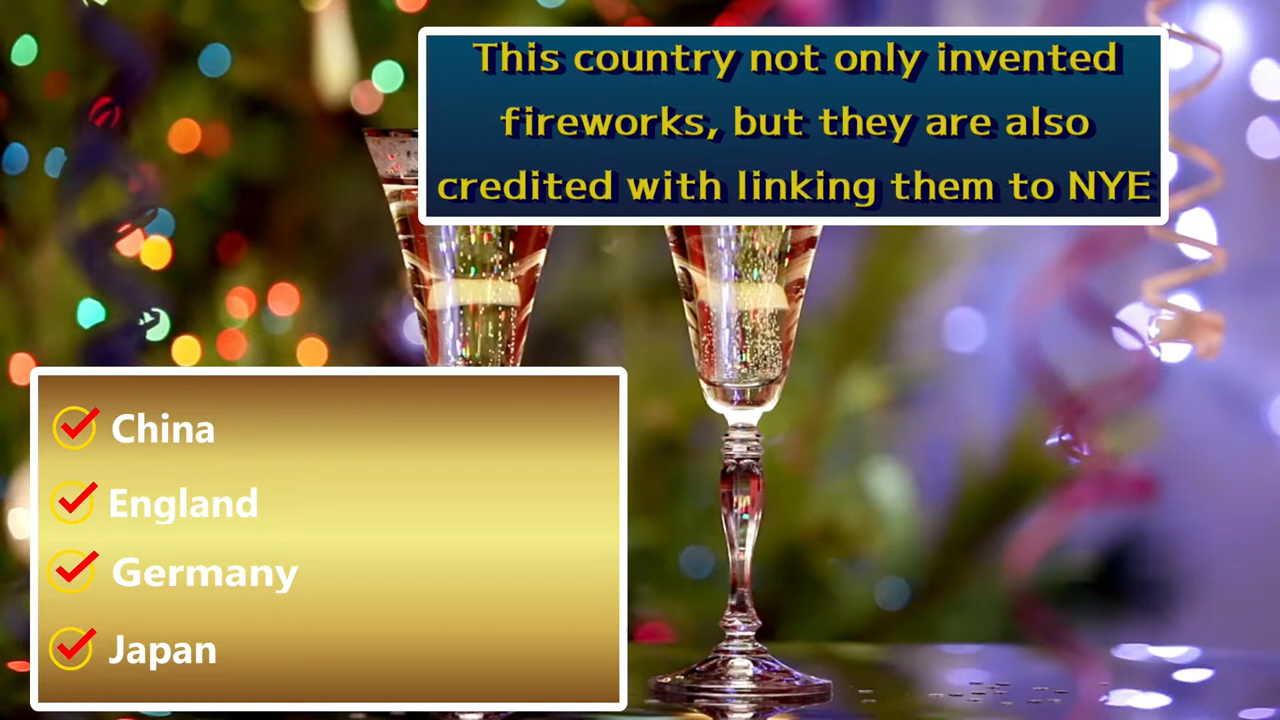 This country not only invented
fireworks, but they are also
credited with linking them to NYE
China
England
Germany
Japan